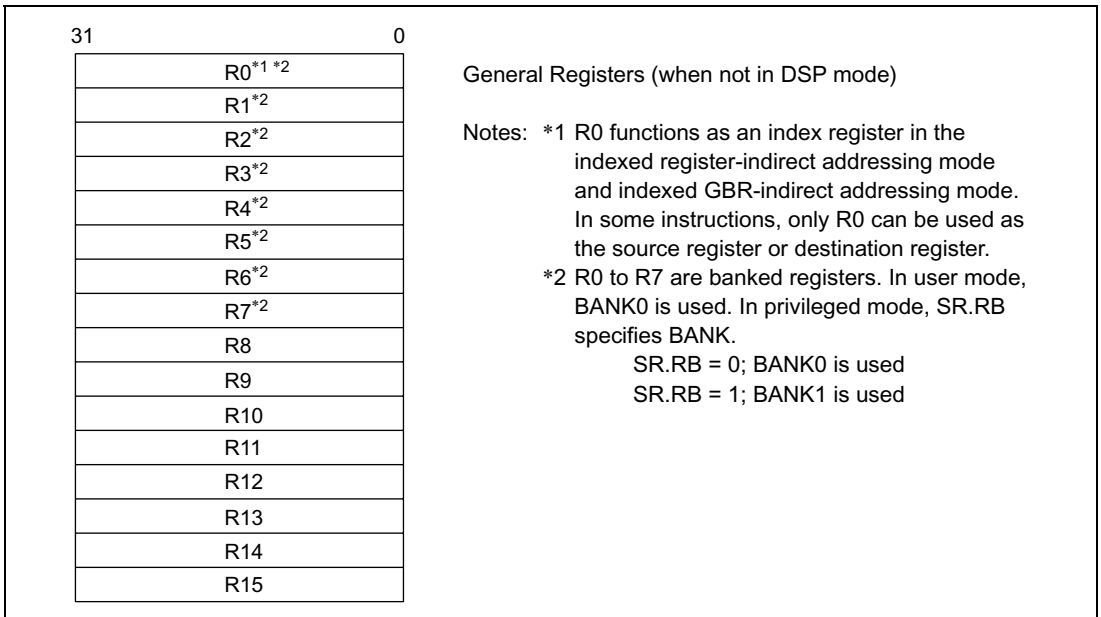 31 0
R0*1 *2
R1*2
R2*2
R3*2
R4*2
R5*2
R6*2
R7*2
R8
R9
R10
R11
R12
R13
R14
R15
General Registers (when not in DSP mode)
Notes: *1 R0 functions as an index register in the
indexed register-indirect addressing mode
and indexed GBR-indirect addressing mode.
In some instructions, only R0 can be used as
the source register or destination register.
*2 R0 to R7 are banked registers. In user mode,
BANK0 is used. In privileged mode, SR.RB
specifies BANK.
SR.RB = 0; BANK0 is used
SR.RB = 1; BANK1 is used